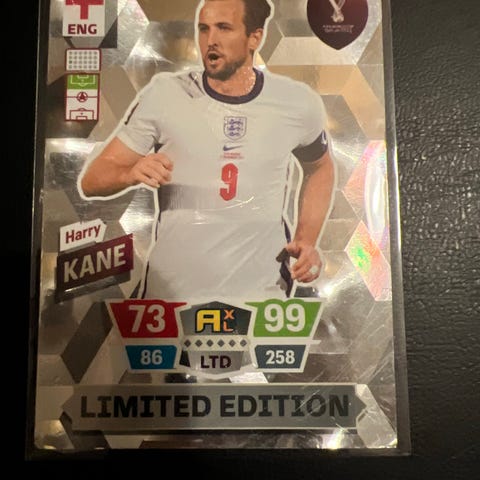 ENG
9
Harry
KANE
73
A XL
99
86
LTD
258
LIMITED EDITION